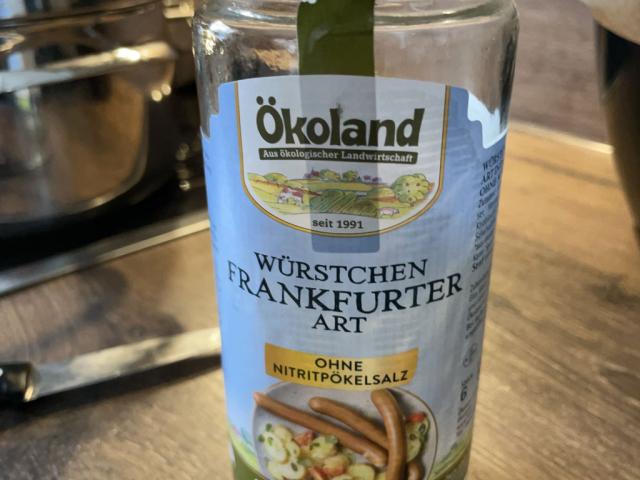 Ökoland
Aus ökologischer Landwirtschaft
seit 1991
WÜRSTCHEN
FRANKFURTER
ART
OHNE
NITRITPÖKELSALZ